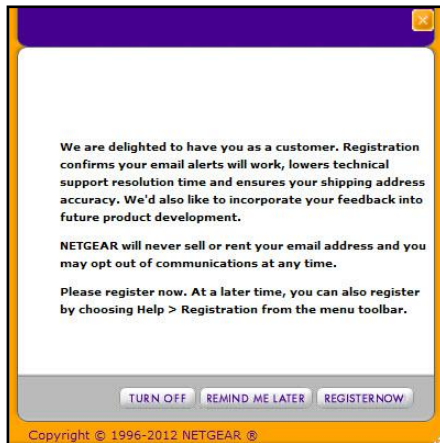 We are delighted to have you as a customer. Registration
confirms your email alerts will work, lowers technical
support resolution time and ensures your shipping address
accuracy. We'd also like to incorporate your feedback into
future product development.
NETGEAR will never sell or rent your email address and you
may opt out of communications at any time.
Please register now. At a later time, you can also register
by choosing Help > Registration from the menu toolbar.
TURN OFF REMIND ME LATER REGISTERNOW
Copyright © 1996-2012 NETGEAR ®